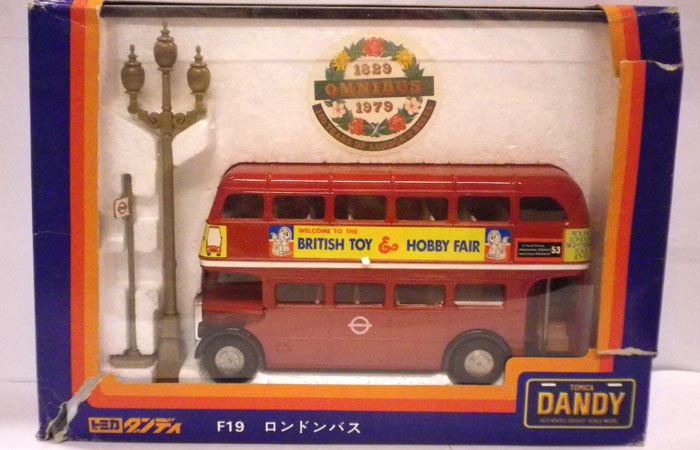 1829
OMNIBUS
1979
WELCOME TO THE
BRITISH TOY & HOBBY FAIR
53
トミカ ダンディ
F19 ロンドンバス
TOMICA
DANDY